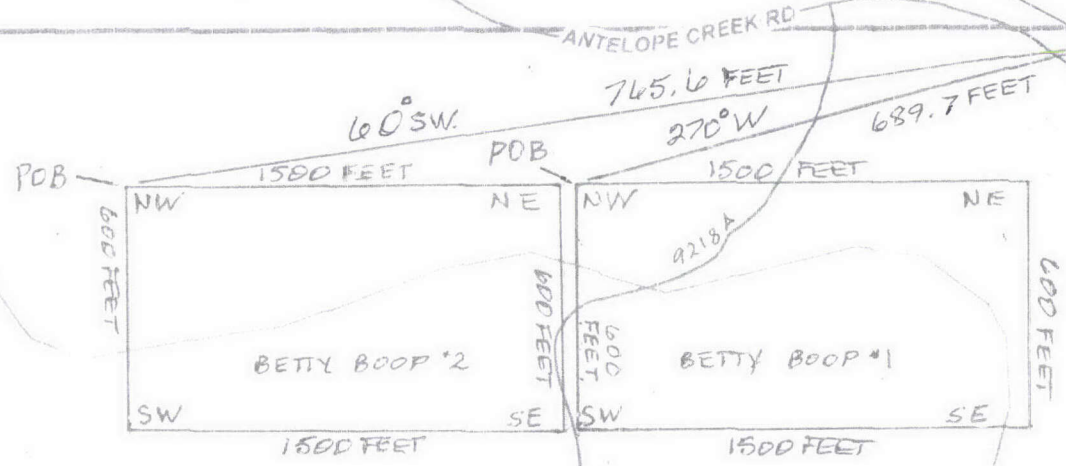 ANTELOPE CREEK RD
745.6 FEET
60° SW.
270° W
689.7 FEET
POB
1500 FEET
POB
1500 FEET
NW
NE
NW
NE
600 FEET
9218A
600 FEET
600 FEET
600 FEET
BETTY BOOP #2
BETTY BOOP #1
SW
SE
SW
SE
1500 FEET
1500 FEET